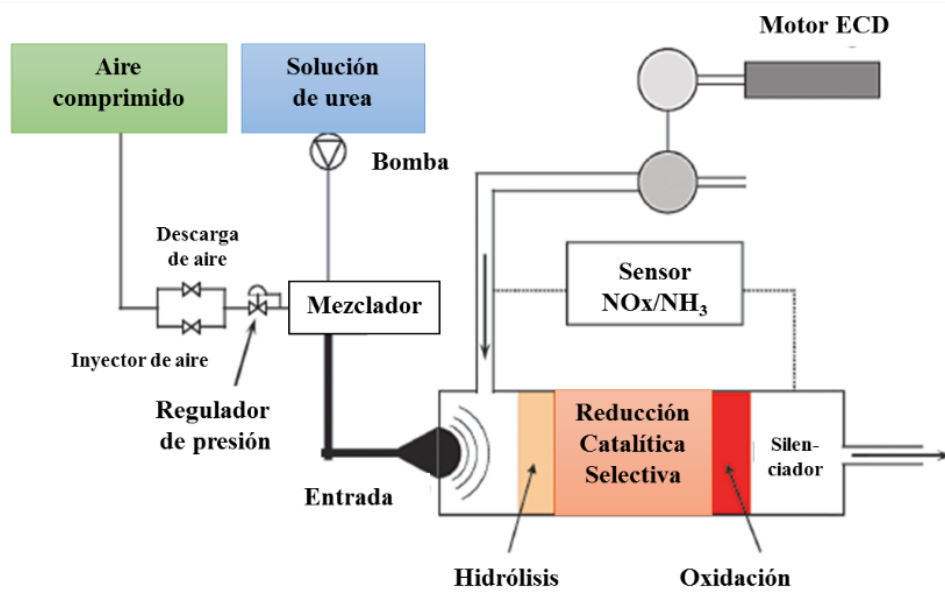 Motor ECD
Aire
comprimido
Solución
de urea
Bomba
Descarga
de aire
Mezclador
Sensor
NOx/NH₃
Inyector de aire
Regulador
de presión
Entrada
Reducción
Catalítica
Selectiva
Silen-
ciador
Hidrólisis
Oxidación